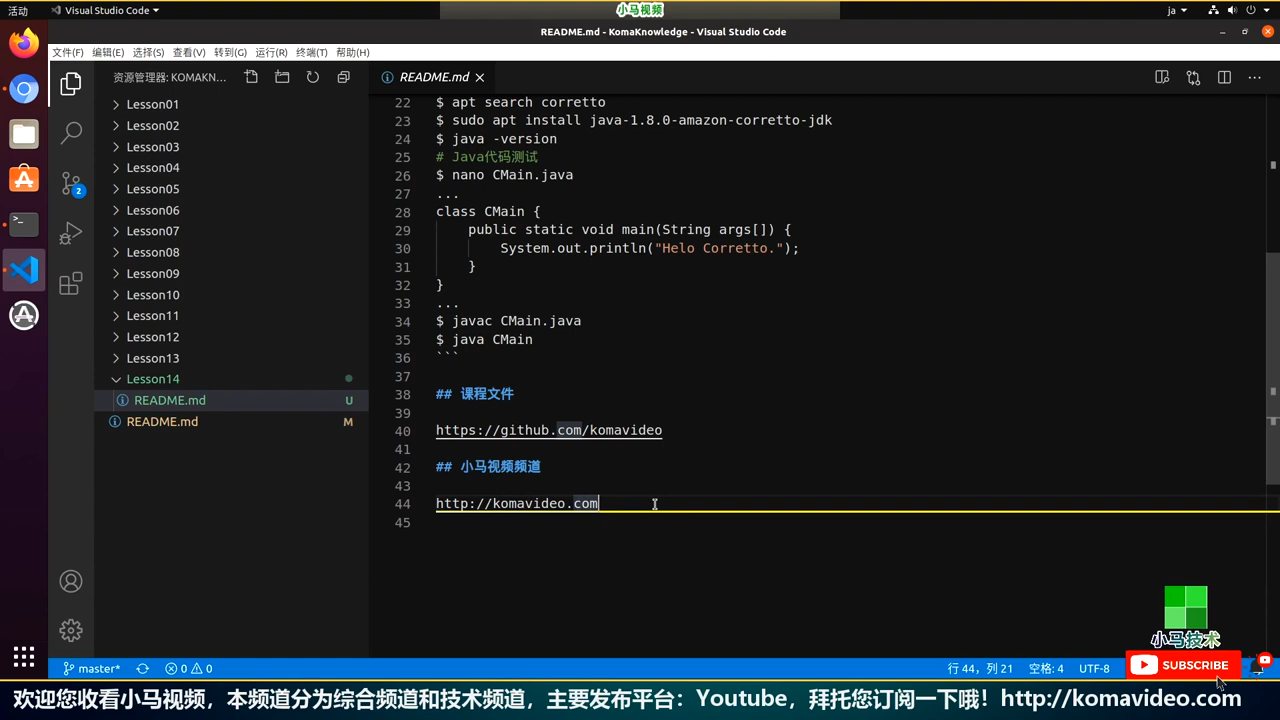 活动
Visual Studio Code
小马视频
ja
README.md - KomaKnowledge - Visual Studio Code
文件(F) 编辑(E) 选择(S) 查看(V) 转到(G) 运行(R) 终端(T) 帮助(H)
资源管理器: KOMAKN...
README.md
Lesson01
Lesson02
Lesson03
Lesson04
Lesson05
Lesson06
Lesson07
Lesson08
Lesson09
Lesson10
Lesson11
Lesson12
Lesson13
Lesson14
README.md U
README.md M
2
22 $ apt search corretto
23 $ sudo apt install java-1.8.0-amazon-corretto-jdk
24 $ java -version
25 # Java代码测试
26 $ nano CMain.java
27 ...
28 class CMain {
29 public static void main(String args[]) {
30 System.out.println("Helo Corretto.");
31 }
32 }
33 ...
34 $ javac CMain.java
35 $ java CMain
36 ```
37
38 ## 课程文件
39
40 https://github.com/komavideo
41
42 ## 小马视频频道
43
44 http://komavideo.com
45
小马技术
SUBSCRIBE
master* 0 0
行 44，列 21 空格: 4 UTF-8
欢迎您收看小马视频，本频道分为综合频道和技术频道，主要发布平台：Youtube，拜托您订阅一下哦！http://komavideo.com